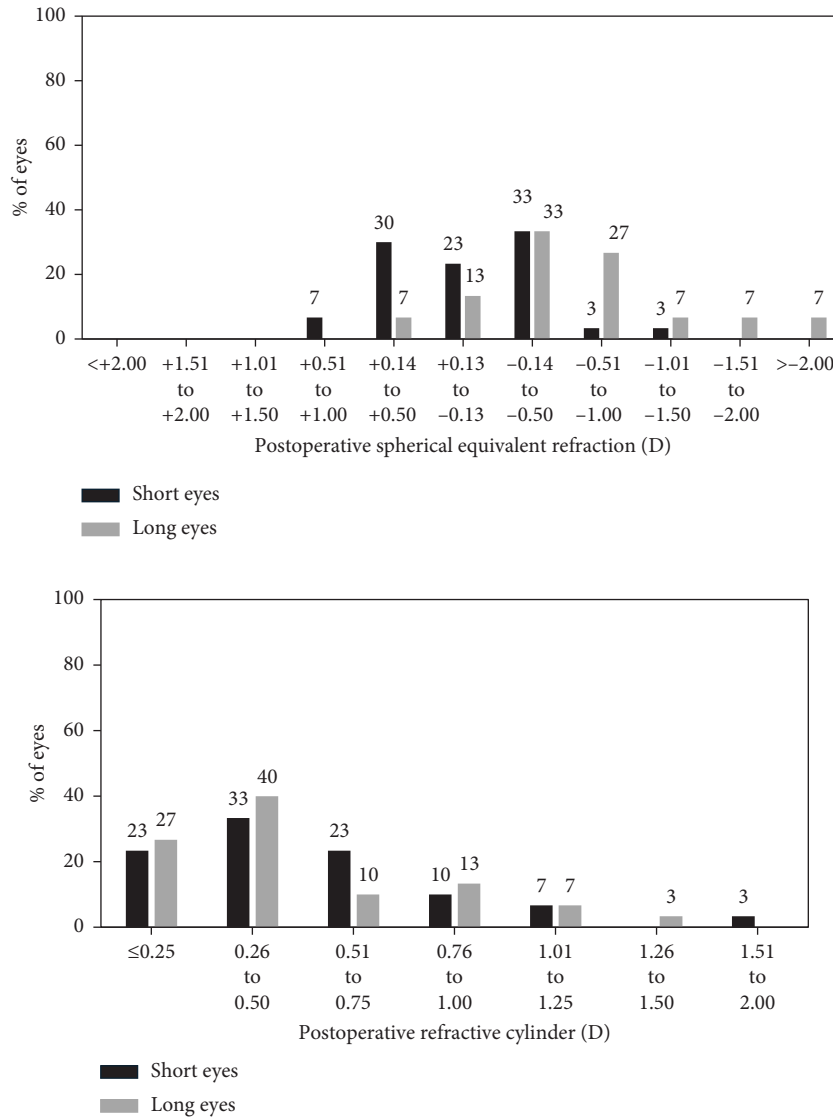 100
80
60
40
20
0
% of eyes
7
30
7
23
13
33
33
27
3
3
7
7
7
<+2.00 +1.51 +1.01 +0.51 +0.14 +0.13 −0.14 −0.51 −1.01 −1.51 >−2.00
to to to to to to to to to
+2.00 +1.50 +1.00 +0.50 −0.13 −0.50 −1.00 −1.50 −2.00
Postoperative spherical equivalent refraction (D)
Short eyes
Long eyes
100
80
60
40
20
0
% of eyes
23
27
33
40
23
10
10
13
7
7
3
3
≤0.25 0.26 0.51 0.76 1.01 1.26 1.51
to to to to to to
0.50 0.75 1.00 1.25 1.50 2.00
Postoperative refractive cylinder (D)
Short eyes
Long eyes